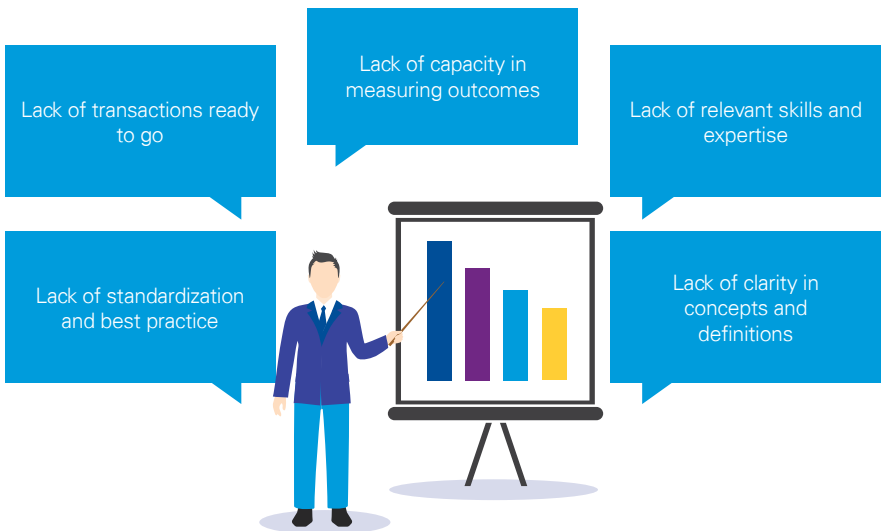 Lack of capacity in
measuring outcomes
Lack of transactions ready
to go
Lack of relevant skills and
expertise
Lack of standardization
and best practice
Lack of clarity in
concepts and
definitions